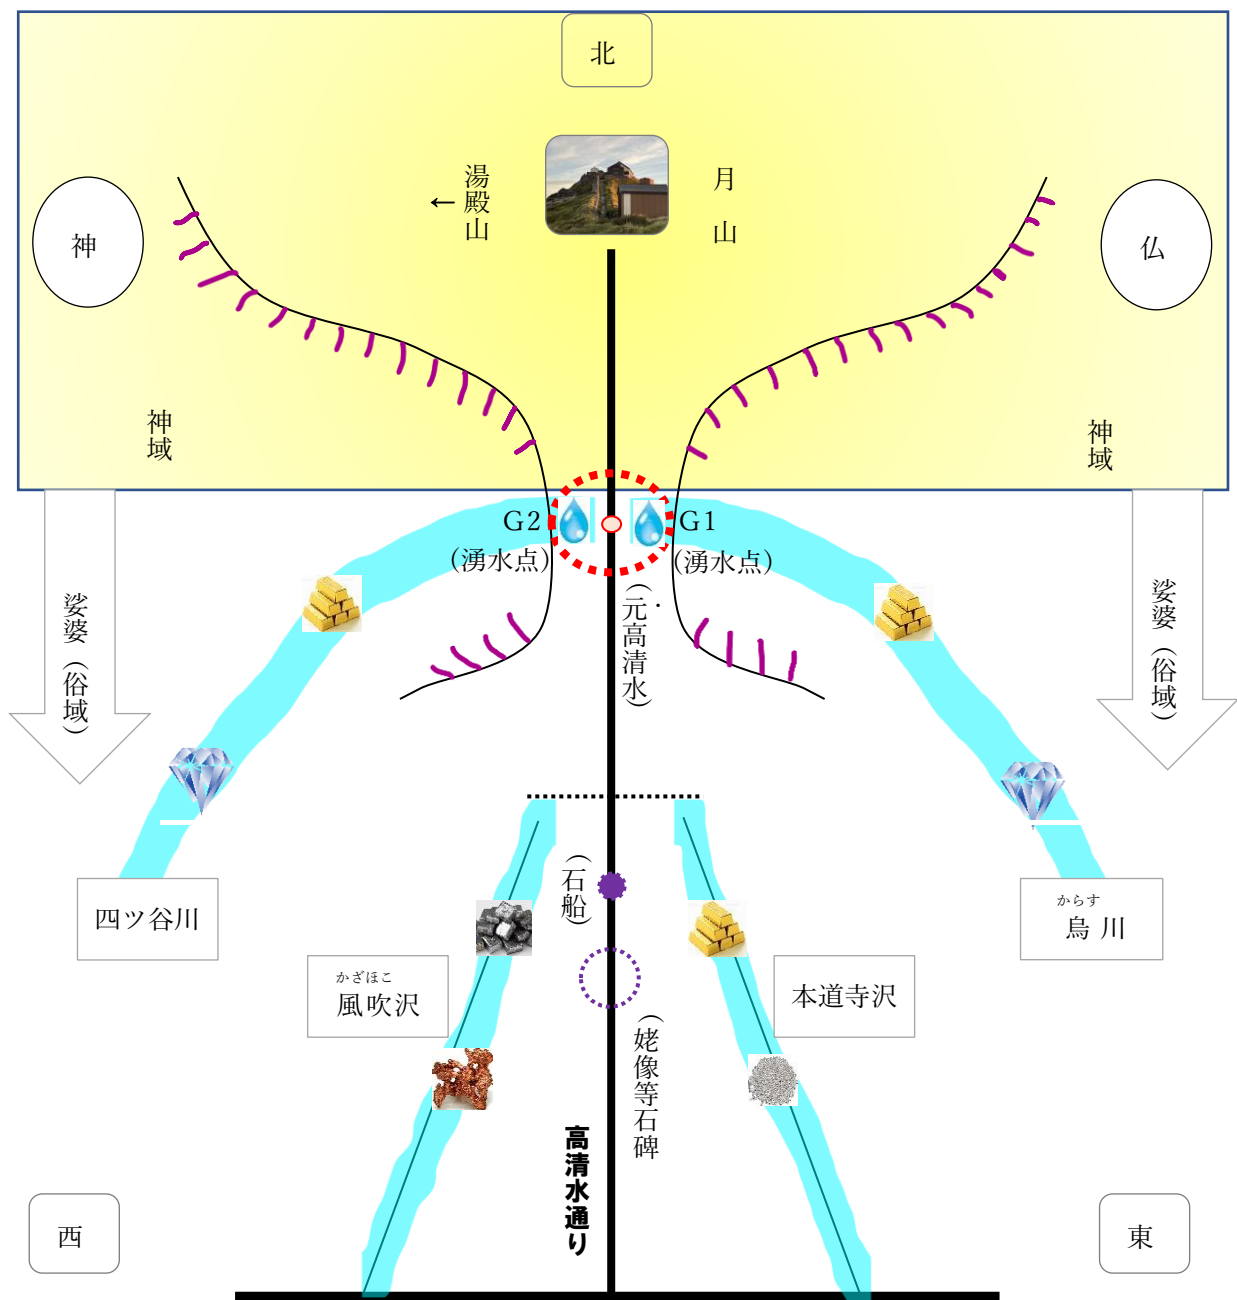 北
月山
湯殿山
←
神
仏
神域
神域
G2
(湧水点)
G1
(湧水点)
(元高清水)
娑婆(俗域)
娑婆(俗域)
(石船)
四ツ谷川
からす
烏川
かざほこ
風吹沢
本道寺沢
(姥像等石碑
高清水通り
西
東